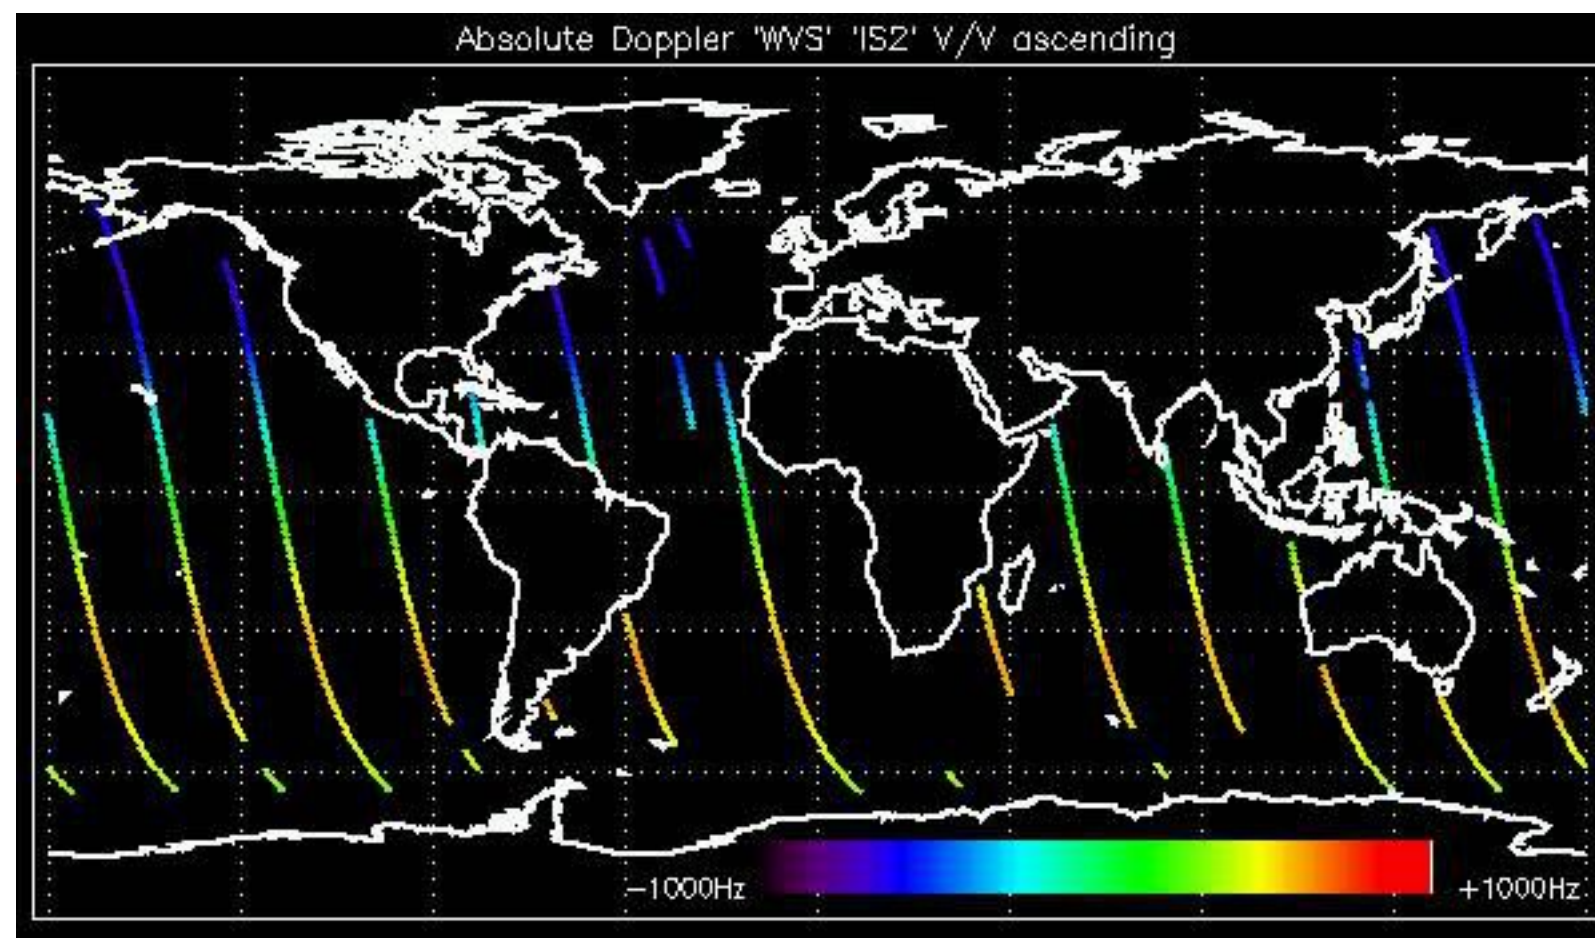 Absolute Doppler 'WVS' 'IS2' V/V ascending
-1000Hz
+1000Hz